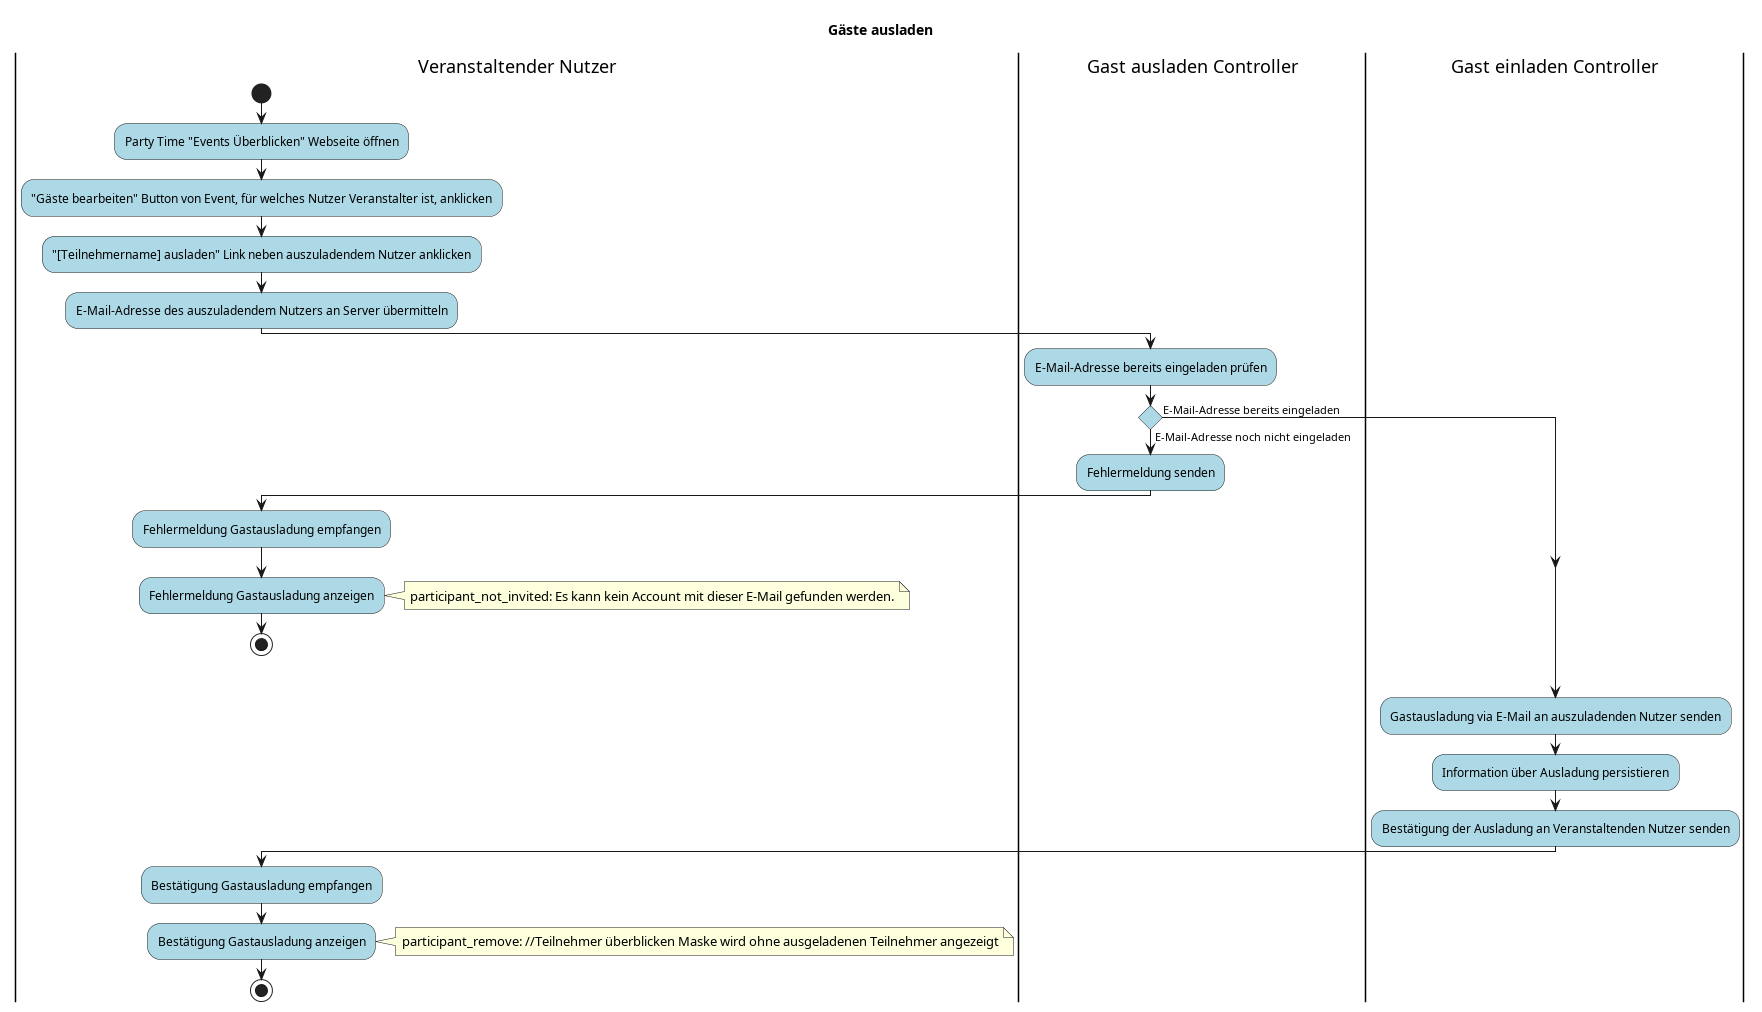 Gäste ausladen
Veranstaltender Nutzer
Gast ausladen Controller
Gast einladen Controller
Party Time "Events Überblicken" Webseite öffnen
"Gäste bearbeiten" Button von Event, für welches Nutzer Veranstalter ist, anklicken
"[Teilnehmername] ausladen" Link neben auszuladendem Nutzer anklicken
E-Mail-Adresse des auszuladendem Nutzers an Server übermitteln
E-Mail-Adresse bereits eingeladen prüfen
E-Mail-Adresse bereits eingeladen
E-Mail-Adresse noch nicht eingeladen
Fehlermeldung senden
Fehlermeldung Gastausladung empfangen
Fehlermeldung Gastausladung anzeigen
participant_not_invited: Es kann kein Account mit dieser E-Mail gefunden werden.
Gastausladung via E-Mail an auszuladenden Nutzer senden
Information über Ausladung persistieren
Bestätigung der Ausladung an Veranstaltenden Nutzer senden
Bestätigung Gastausladung empfangen
Bestätigung Gastausladung anzeigen
participant_remove: //Teilnehmer überblicken Maske wird ohne ausgeladenen Teilnehmer angezeigt